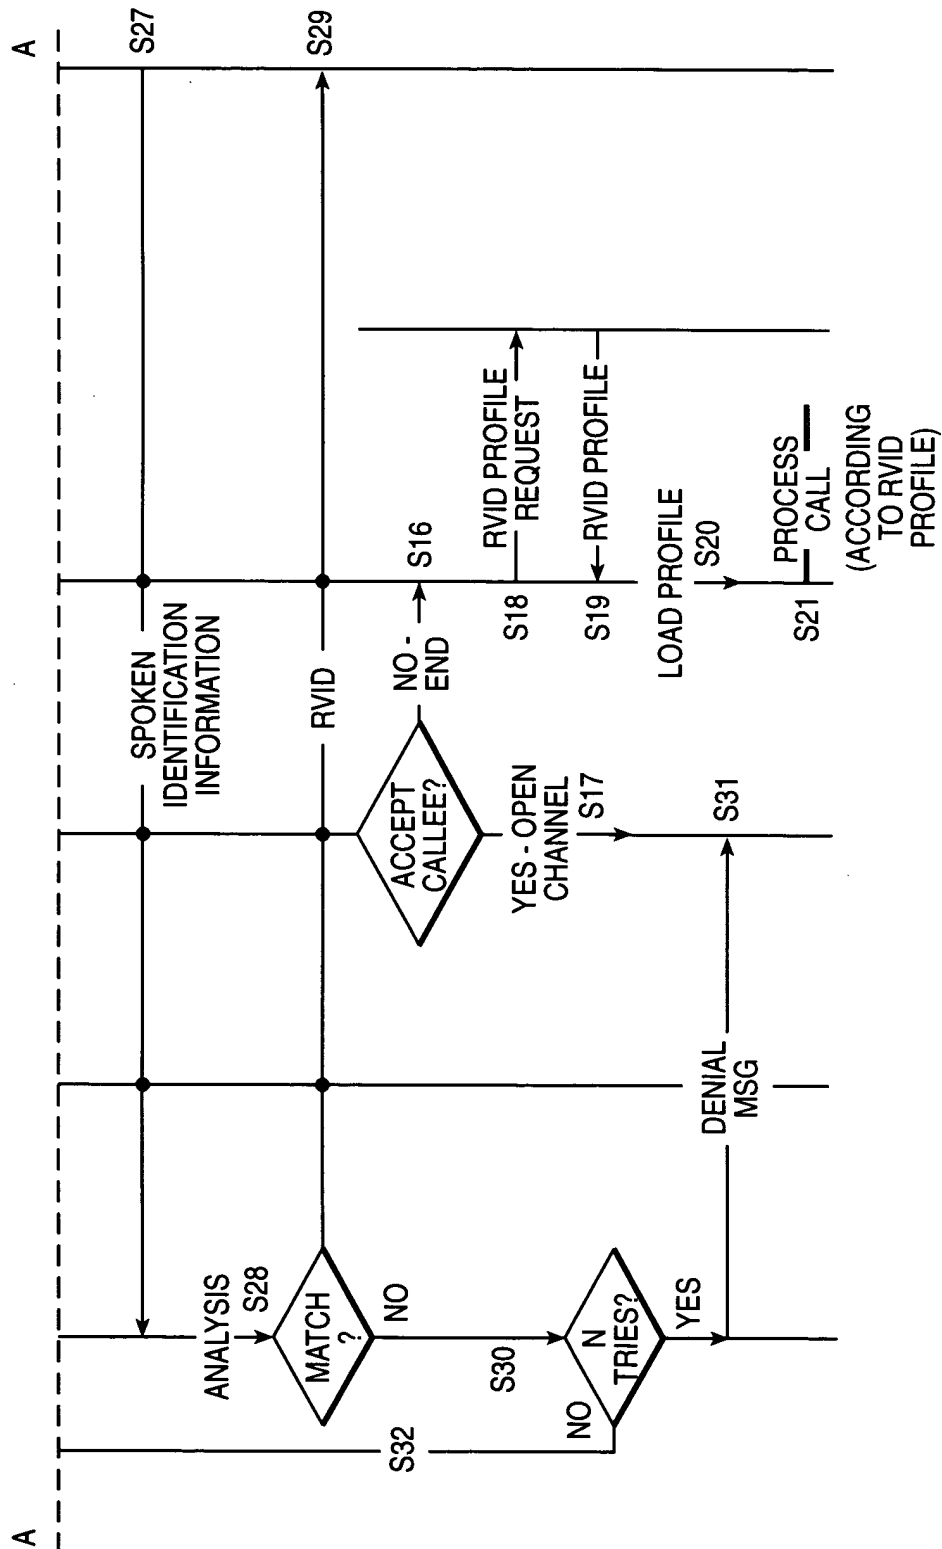 A
A
S27
SPOKEN
IDENTIFICATION
INFORMATION
ANALYSIS
S28
MATCH
?
NO
RVID
S29
ACCEPT
CALLEE?
NO -
END
S16
YES - OPEN
CHANNEL
S17
S18
RVID PROFILE
REQUEST
S19
RVID PROFILE
LOAD PROFILE
S20
S21
PROCESS
CALL
(ACCORDING
TO RVID
PROFILE)
S30
N
TRIES?
NO
S32
YES
DENIAL
MSG
S31